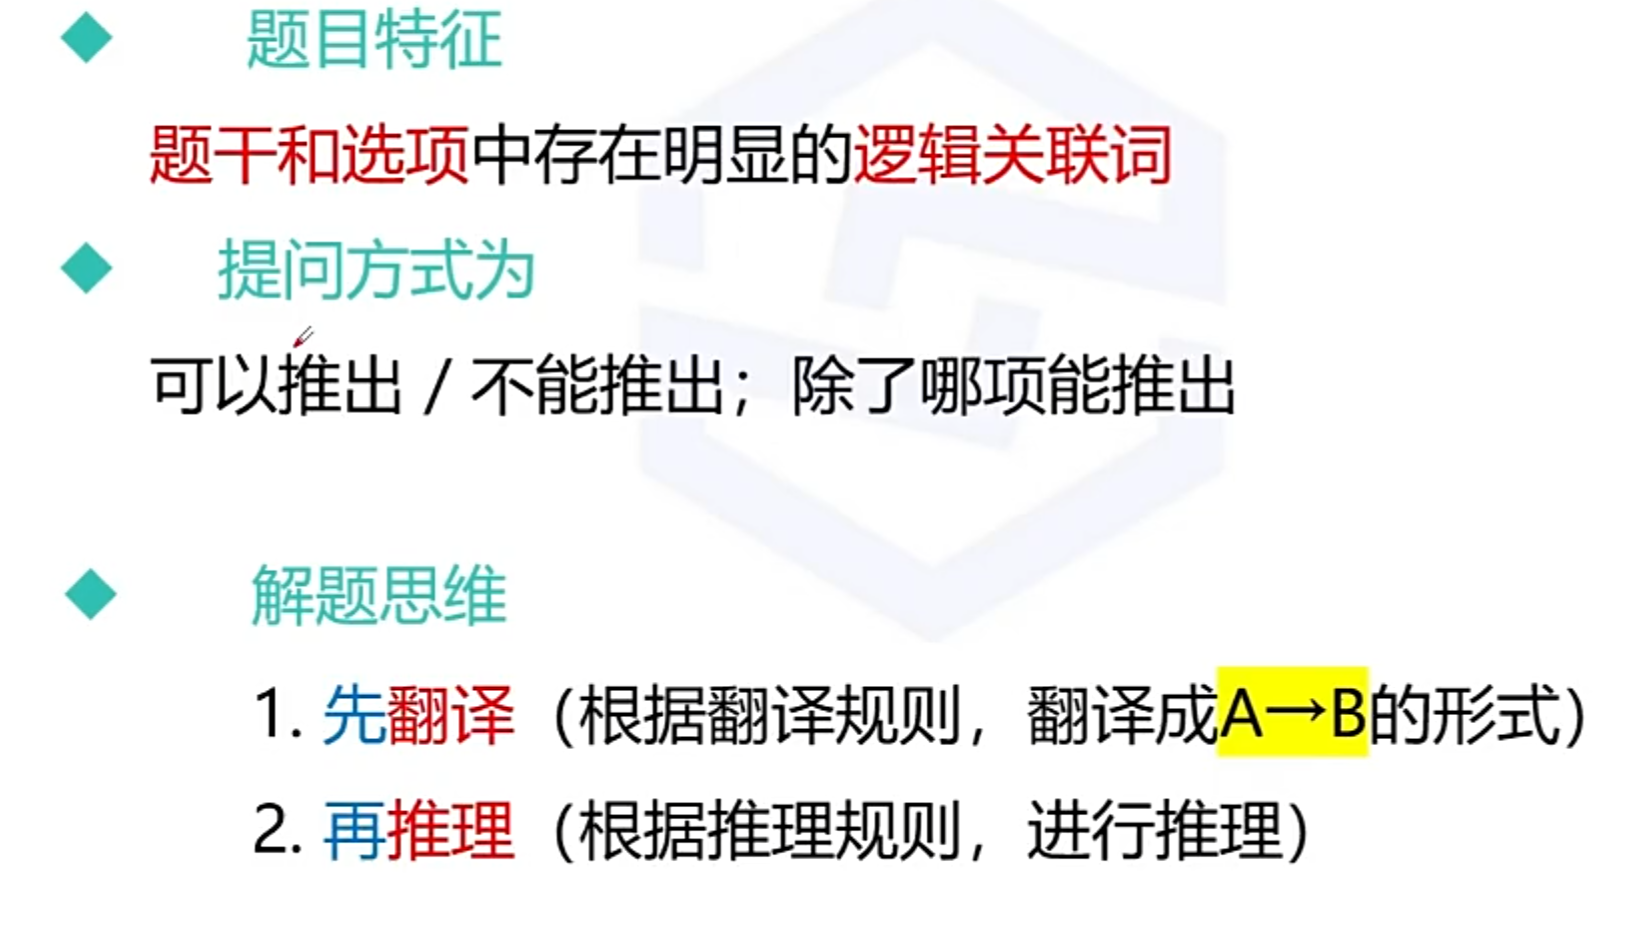 题目特征
题干和选项中存在明显的逻辑关联词
提问方式为
可以推出 / 不能推出；除了哪项能推出
解题思维
1. 先翻译（根据翻译规则，翻译成A→B的形式）
2. 再推理（根据推理规则，进行推理）